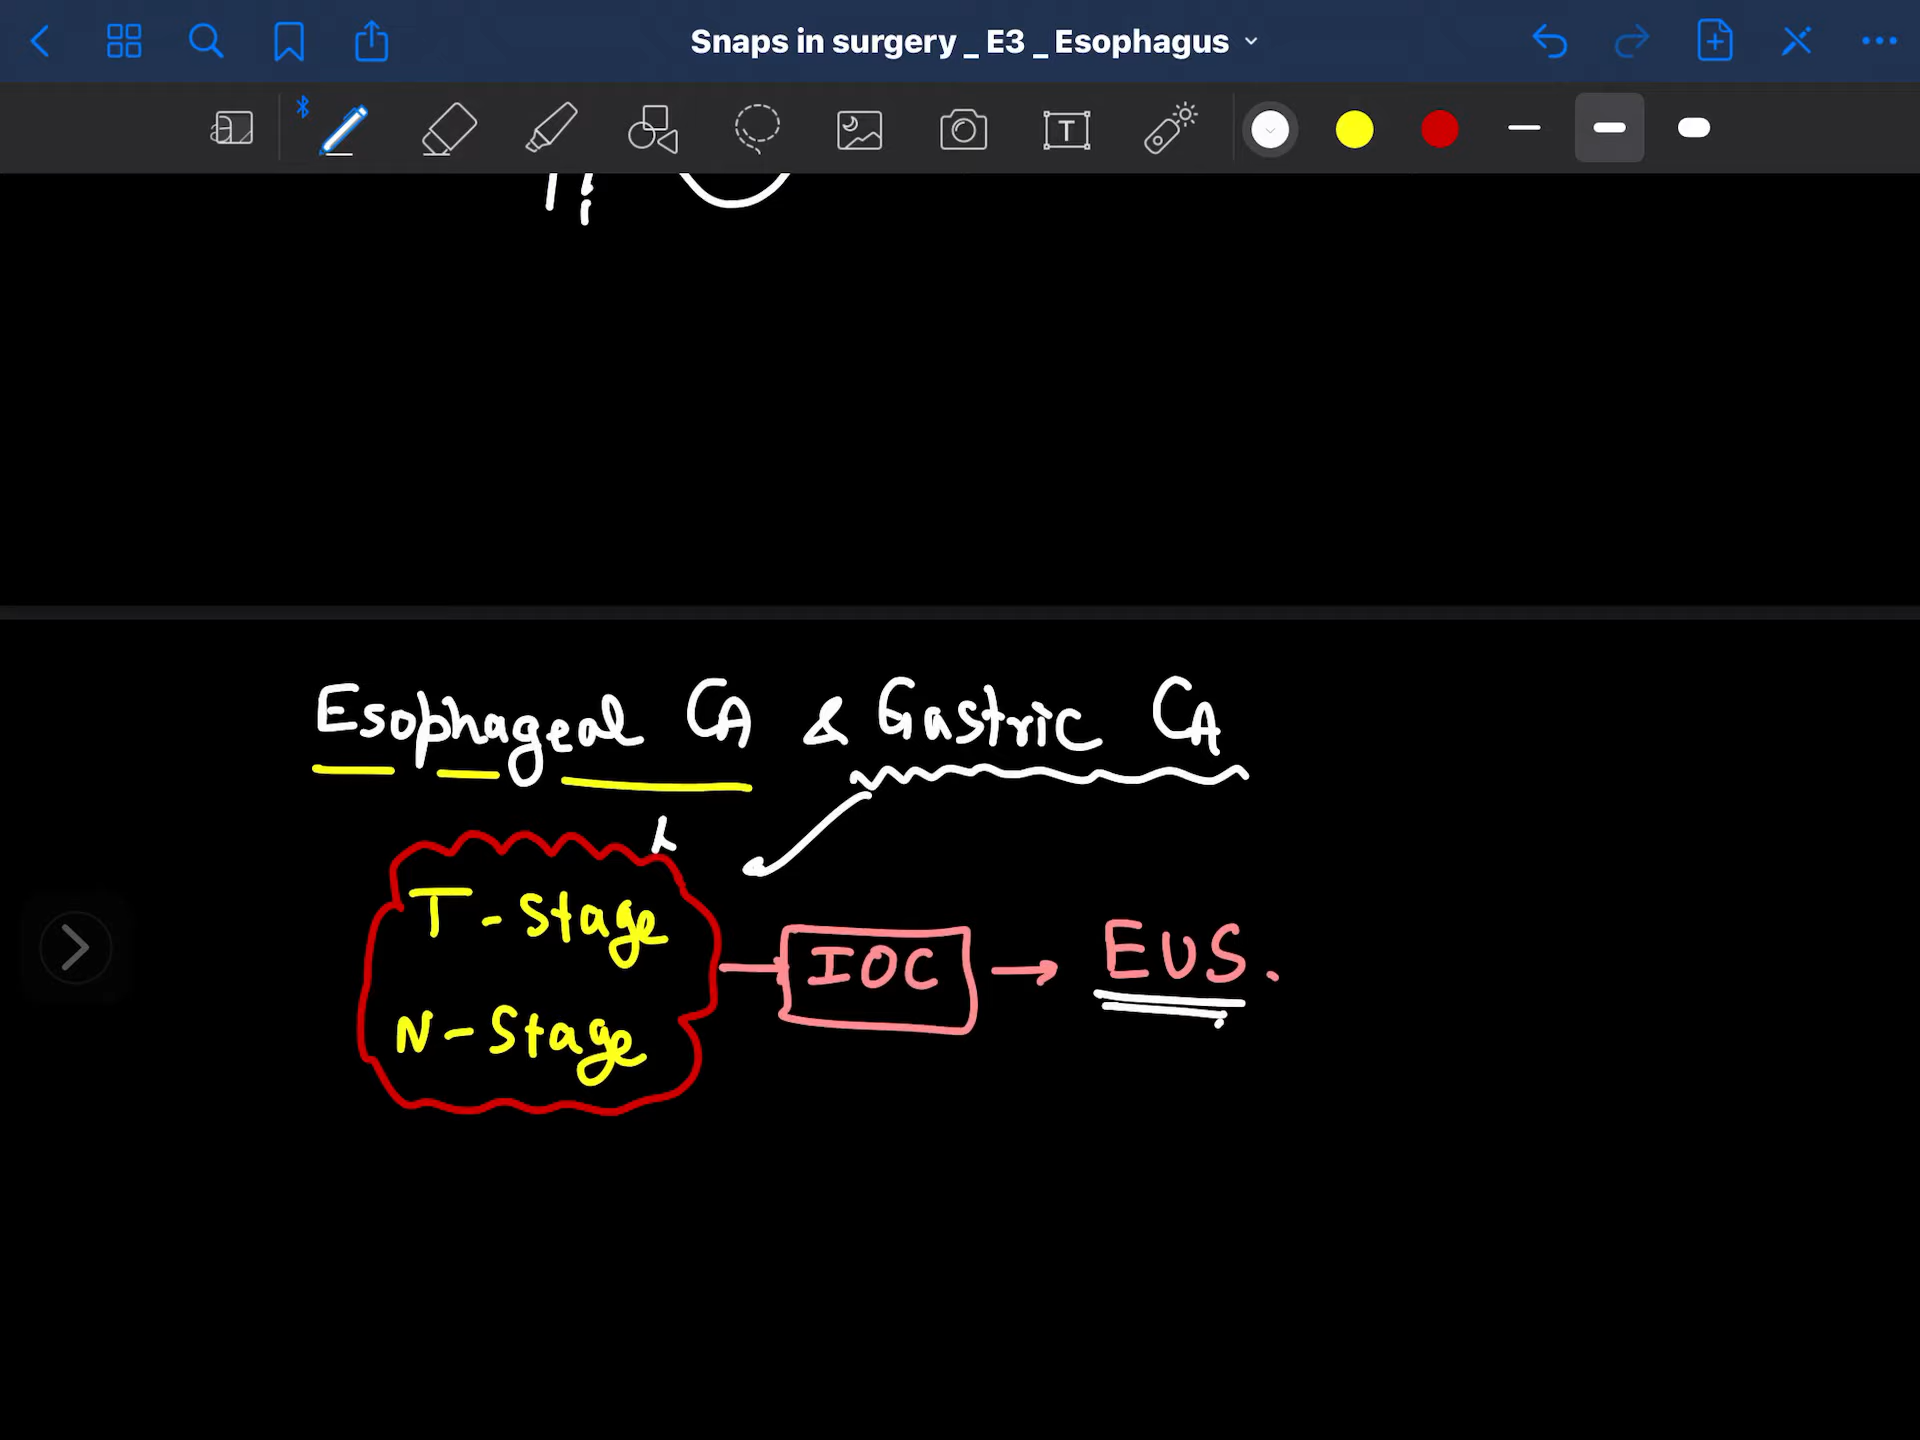 Snaps in surgery _ E3 _ Esophagus
T
Esophageal CA & Gastric CA
T - Stage
N - Stage
IOC
EUS.